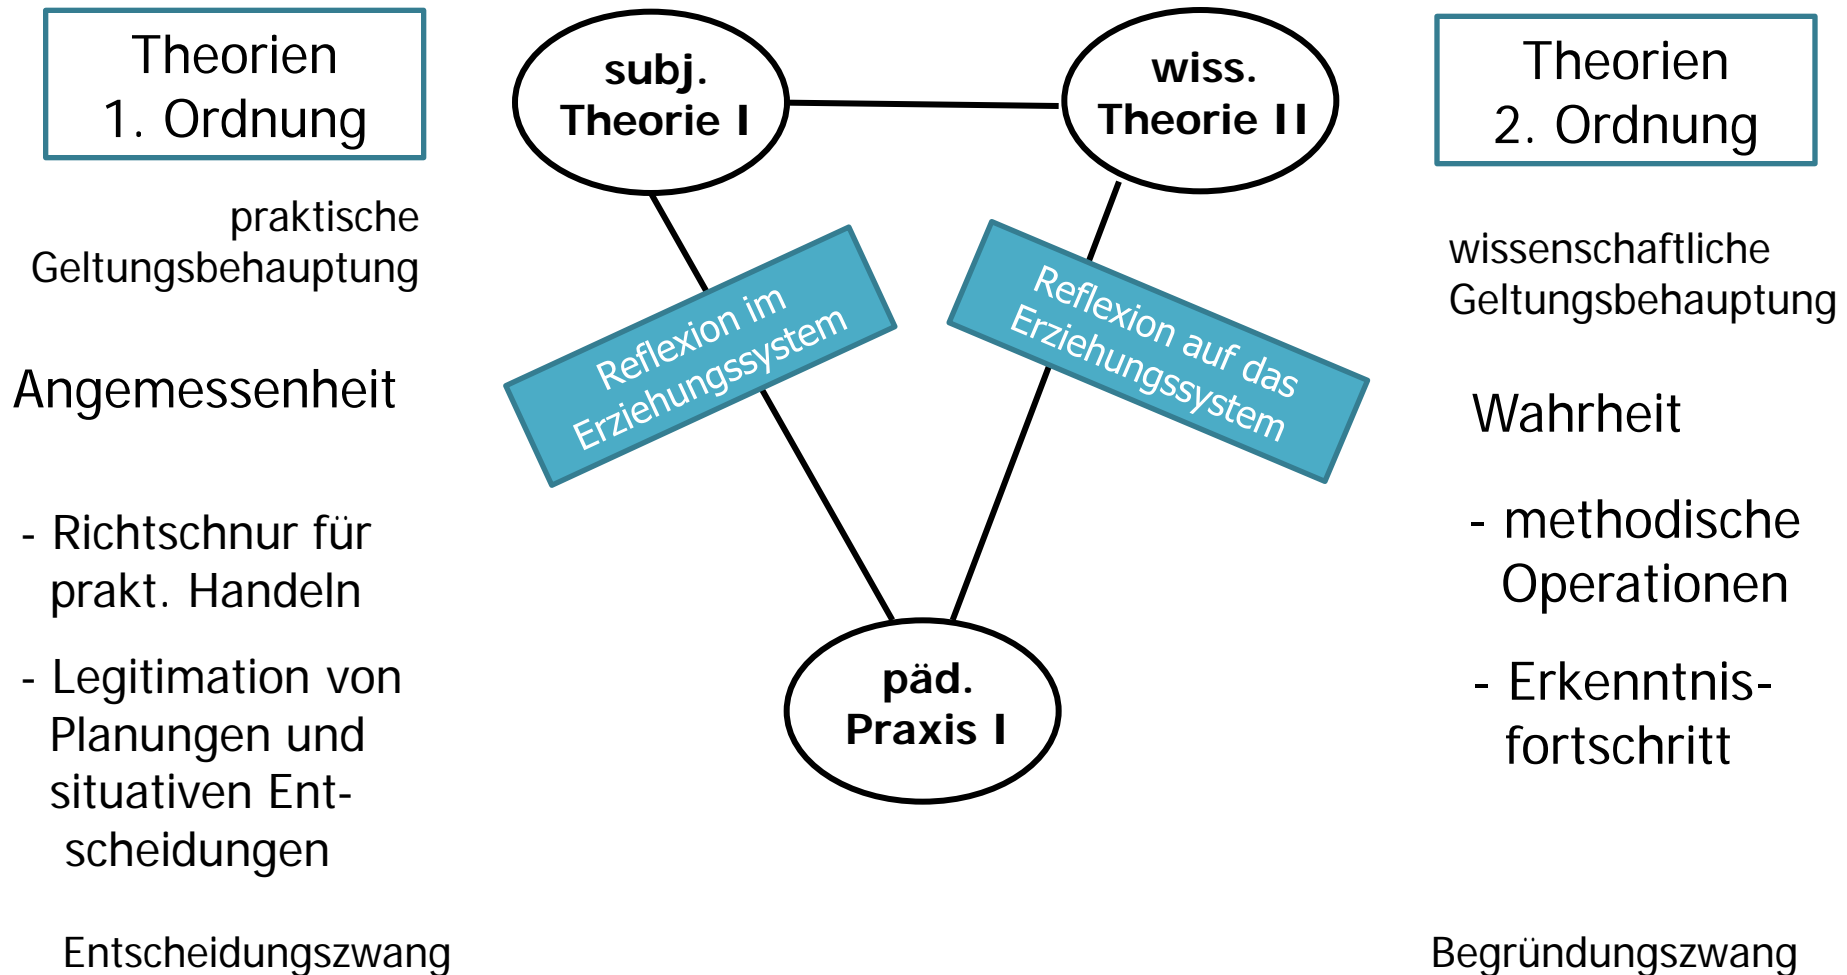 Theorien
1. Ordnung
praktische
Geltungsbehauptung
Angemessenheit
- Richtschnur für
prakt. Handeln
- Legitimation von
Planungen und
situativen Ent-
scheidungen
Entscheidungszwang
subj.
Theorie I
wiss.
Theorie II
Reflexion im
Erziehungssystem
Reflexion auf das
Erziehungssystem
päd.
Praxis I
Theorien
2. Ordnung
wissenschaftliche
Geltungsbehauptung
Wahrheit
- methodische
Operationen
- Erkenntnis-
fortschritt
Begründungszwang